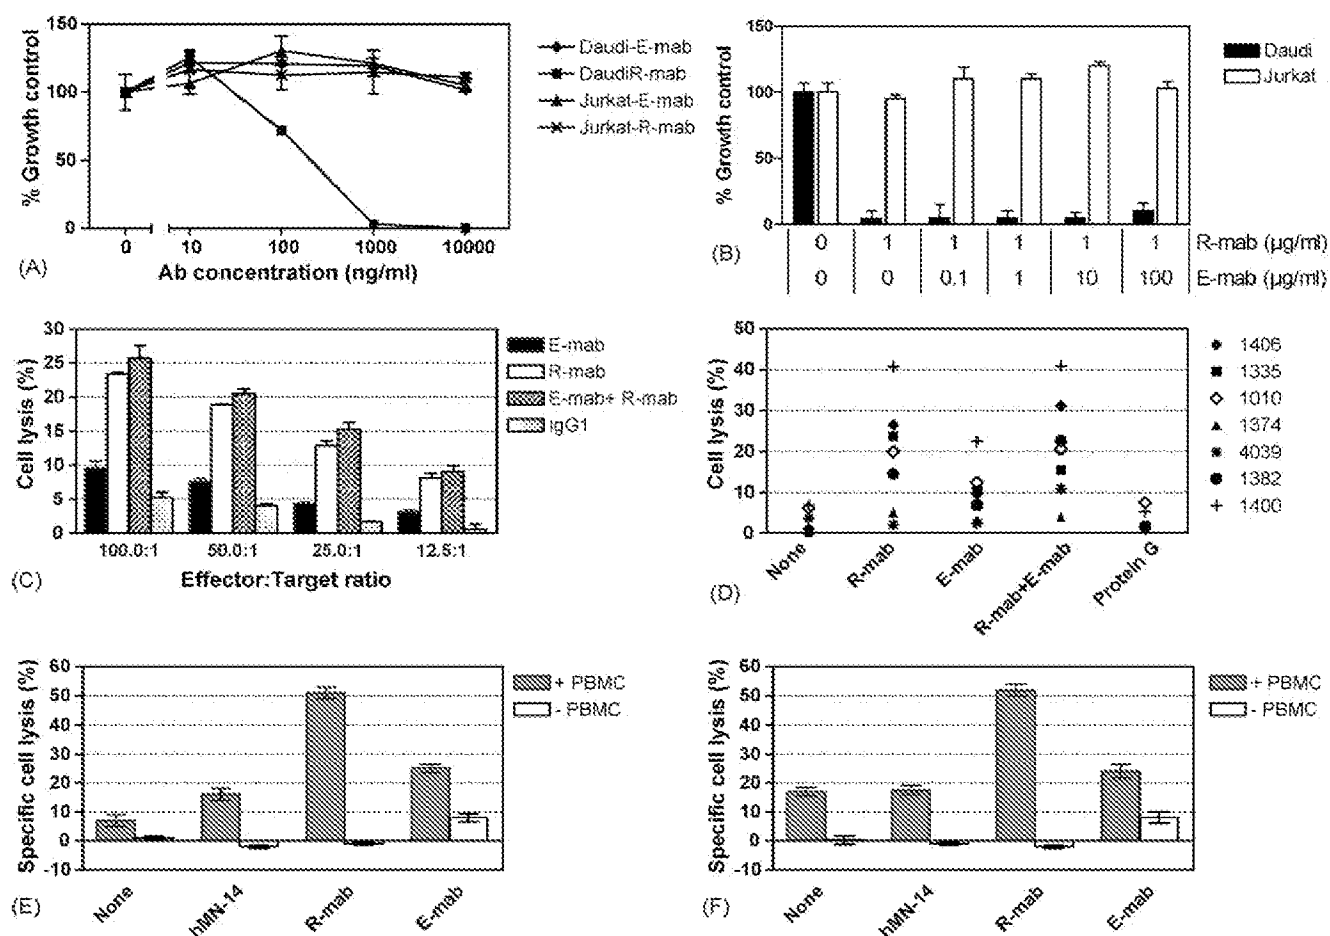 150
100
50
0
% Growth control
0 10 100 1000 10000
Ab concentration (ng/ml)
(A)
Daudi-E-mab
DaudiR-mab
Jurkat-E-mab
Jurkat-R-mab
150
100
50
0
% Growth control
Daudi
Jurkat
0 1 1 1 1 1 R-mab (µg/ml)
0 0 0.1 1 10 100 E-mab (µg/ml)
(B)
30
25
20
15
10
5
0
Cell lysis (%)
100.0:1 50.0:1 25.0:1 12.5:1
Effector:Target ratio
(C)
E-mab
R-mab
E-mab+ R-mab
igG1
50
40
30
20
10
0
Cell lysis (%)
None R-mab E-mab R-mab+E-mab Protein G
(D)
1406
1335
1010
1374
4039
1382
1400
60
50
40
30
20
10
0
-10
Specific cell lysis (%)
None hMN-14 R-mab E-mab
(E)
+ PBMC
- PBMC
60
50
40
30
20
10
0
-10
Specific cell lysis (%)
None hMN-14 R-mab E-mab
(F)
+ PBMC
- PBMC